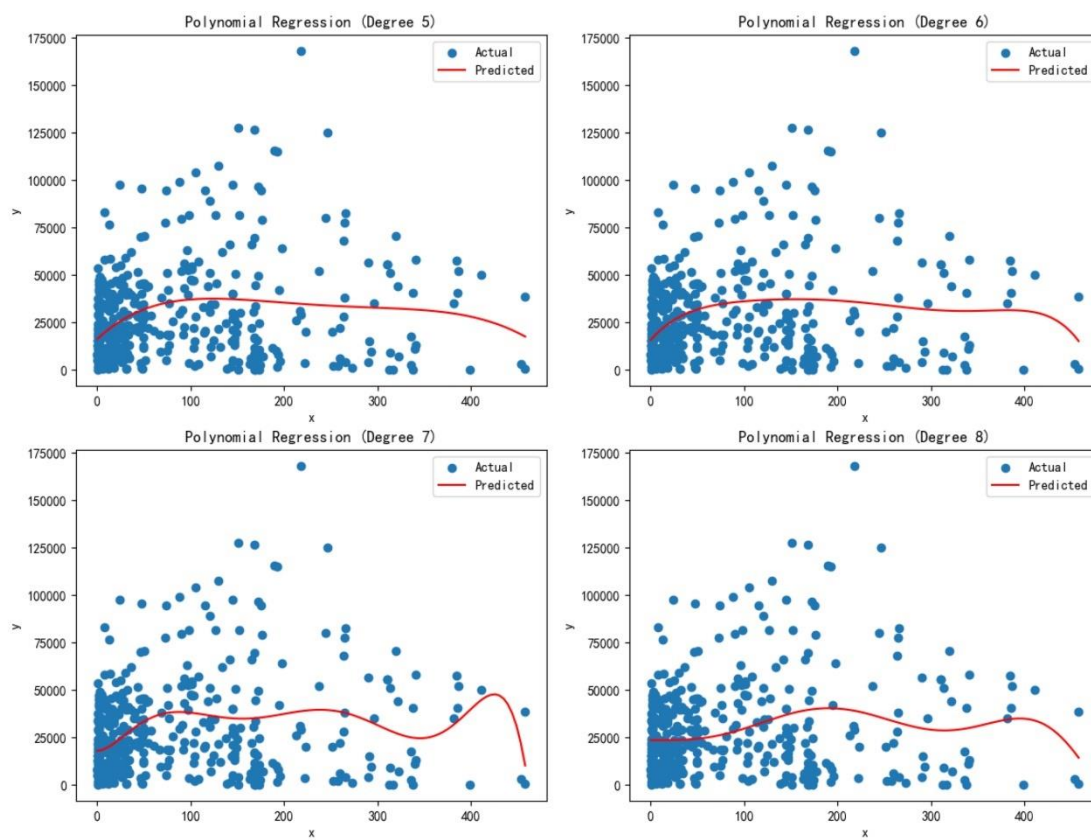 Polynomial Regression (Degree 5)
175000
150000
125000
100000
75000
50000
25000
0
y
0 100 200 300 400
x
Actual
Predicted
Polynomial Regression (Degree 6)
175000
150000
125000
100000
75000
50000
25000
0
y
0 100 200 300 400
x
Actual
Predicted
Polynomial Regression (Degree 7)
175000
150000
125000
100000
75000
50000
25000
0
y
0 100 200 300 400
x
Actual
Predicted
Polynomial Regression (Degree 8)
175000
150000
125000
100000
75000
50000
25000
0
y
0 100 200 300 400
x
Actual
Predicted